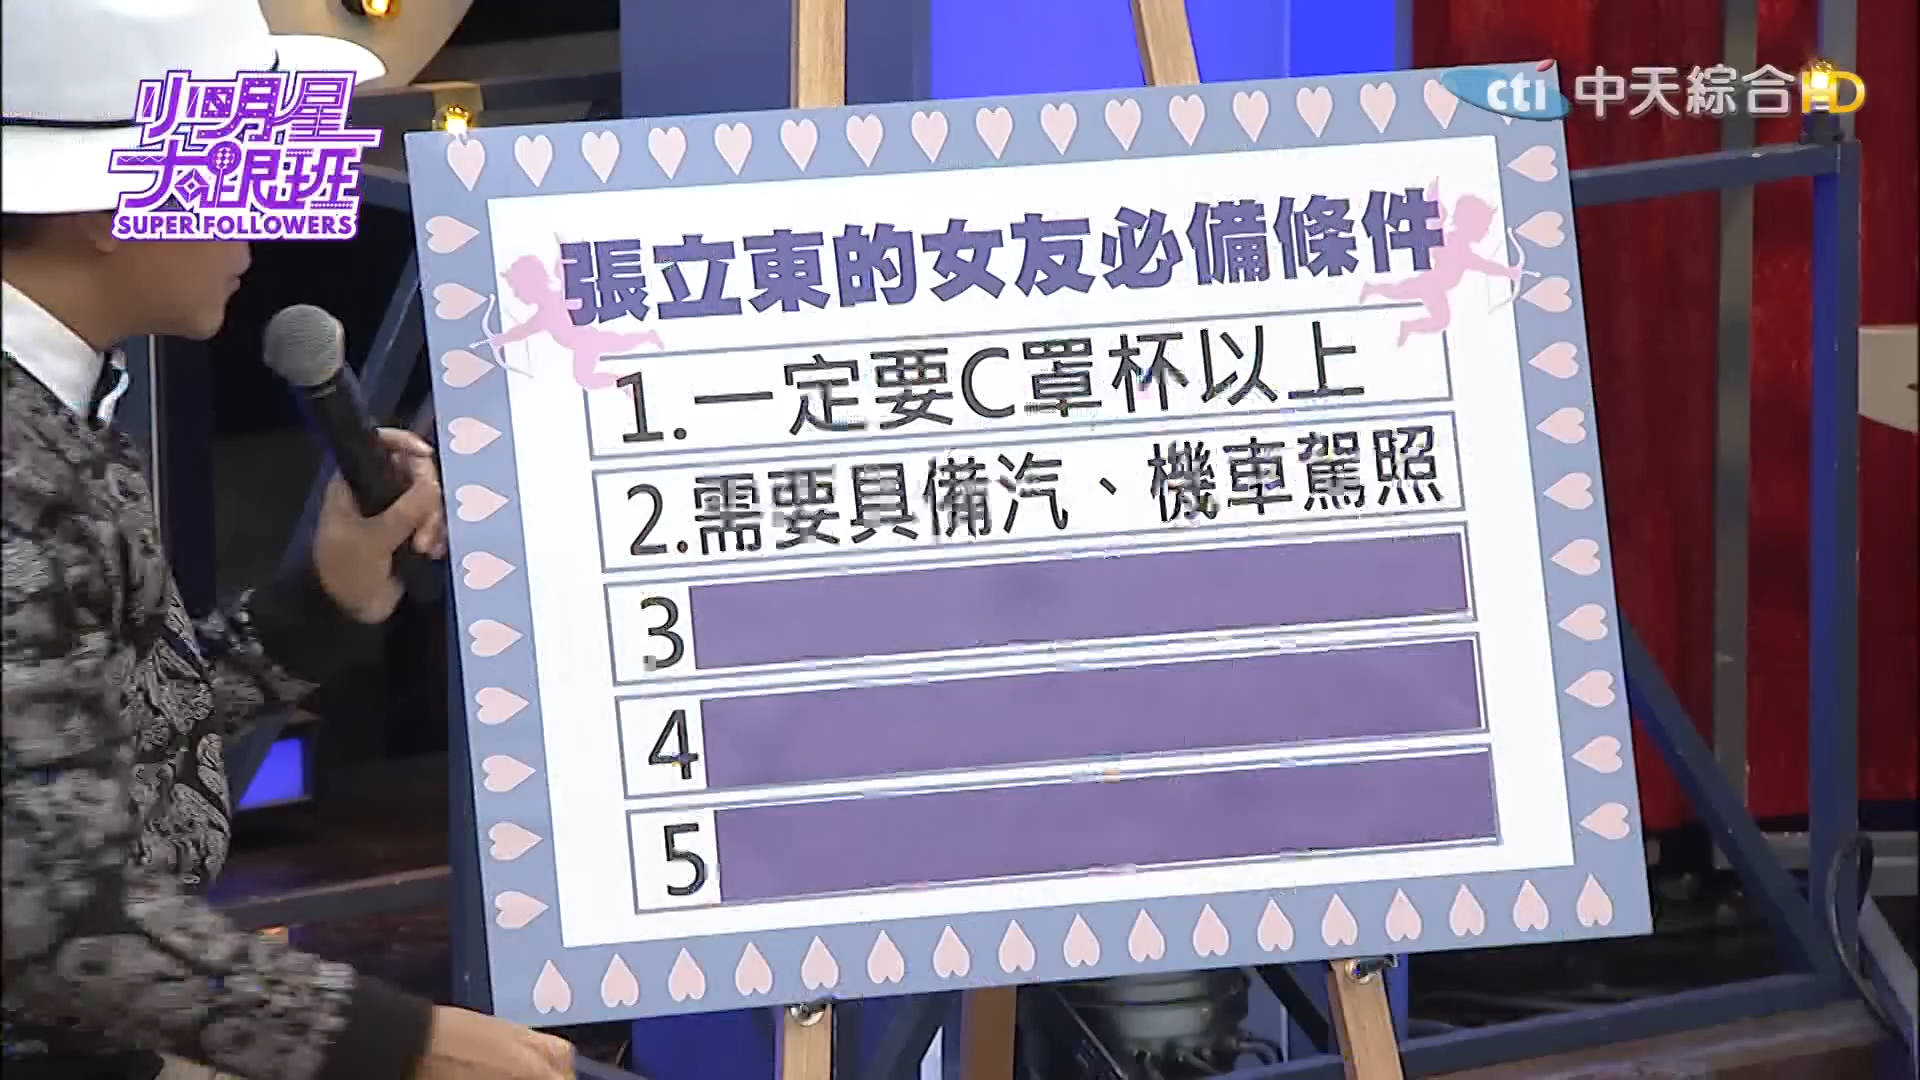 小明星
大跟班
SUPER FOLLOWERS
cti 中天綜合HD
張立東的女友必備條件
1.一定要C罩杯以上
2.需要具備汽、機車駕照
3
4
5